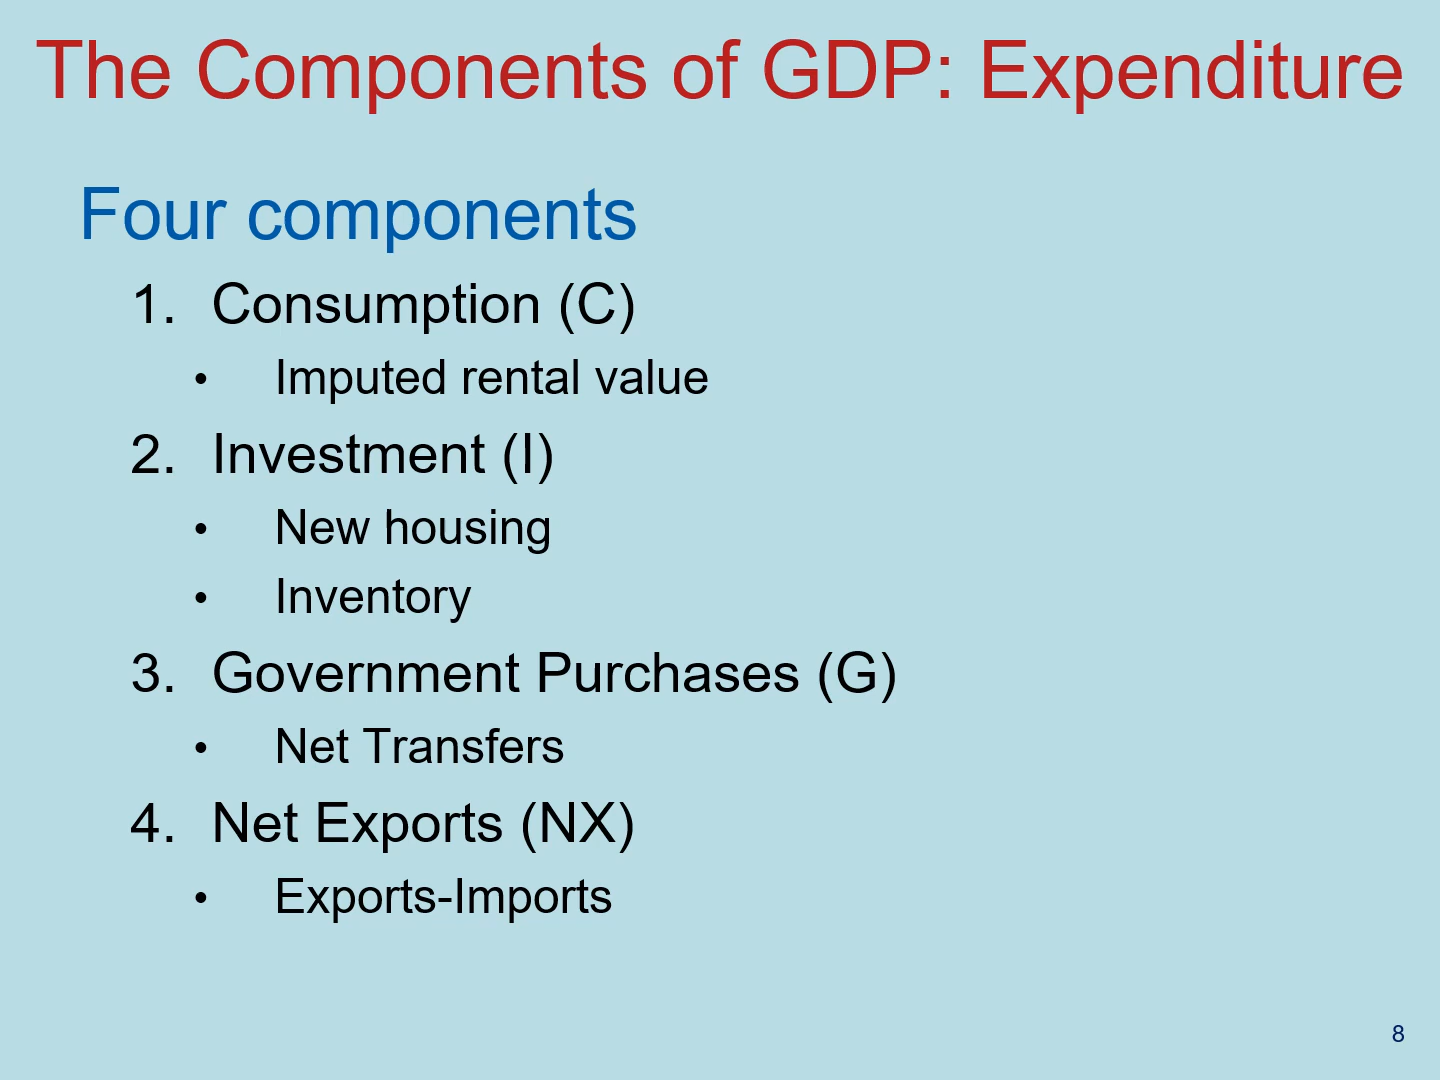 The Components of GDP: Expenditure
Four components
1. Consumption (C)
• Imputed rental value
2. Investment (I)
• New housing
• Inventory
3. Government Purchases (G)
• Net Transfers
4. Net Exports (NX)
• Exports-Imports
8